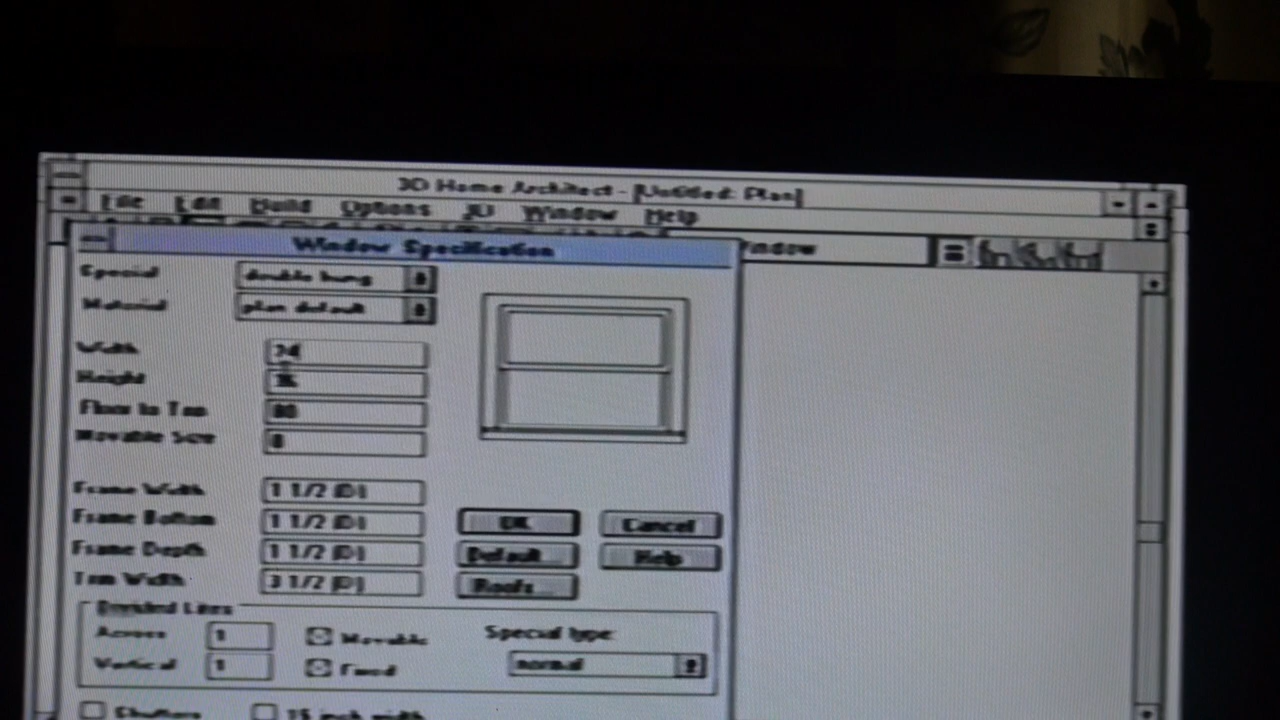 3D Home Architect - [Untitled: Plan]
File Edit Build Options 3D Window Help
Window Specification
Special double hung
Material plan default
Width 24
Height
Floor to Top 80
Movable Size 0
Frame Width 1 1/2 (D)
Frame Bottom 1 1/2 (D)
OK Cancel
Frame Depth 1 1/2 (D)
Default... Help
Trim Width 3 1/2 (D)
Divided Lites
Across 1 Movable Special type:
Vertical 1 Fixed normal
Shutters 15 inch width